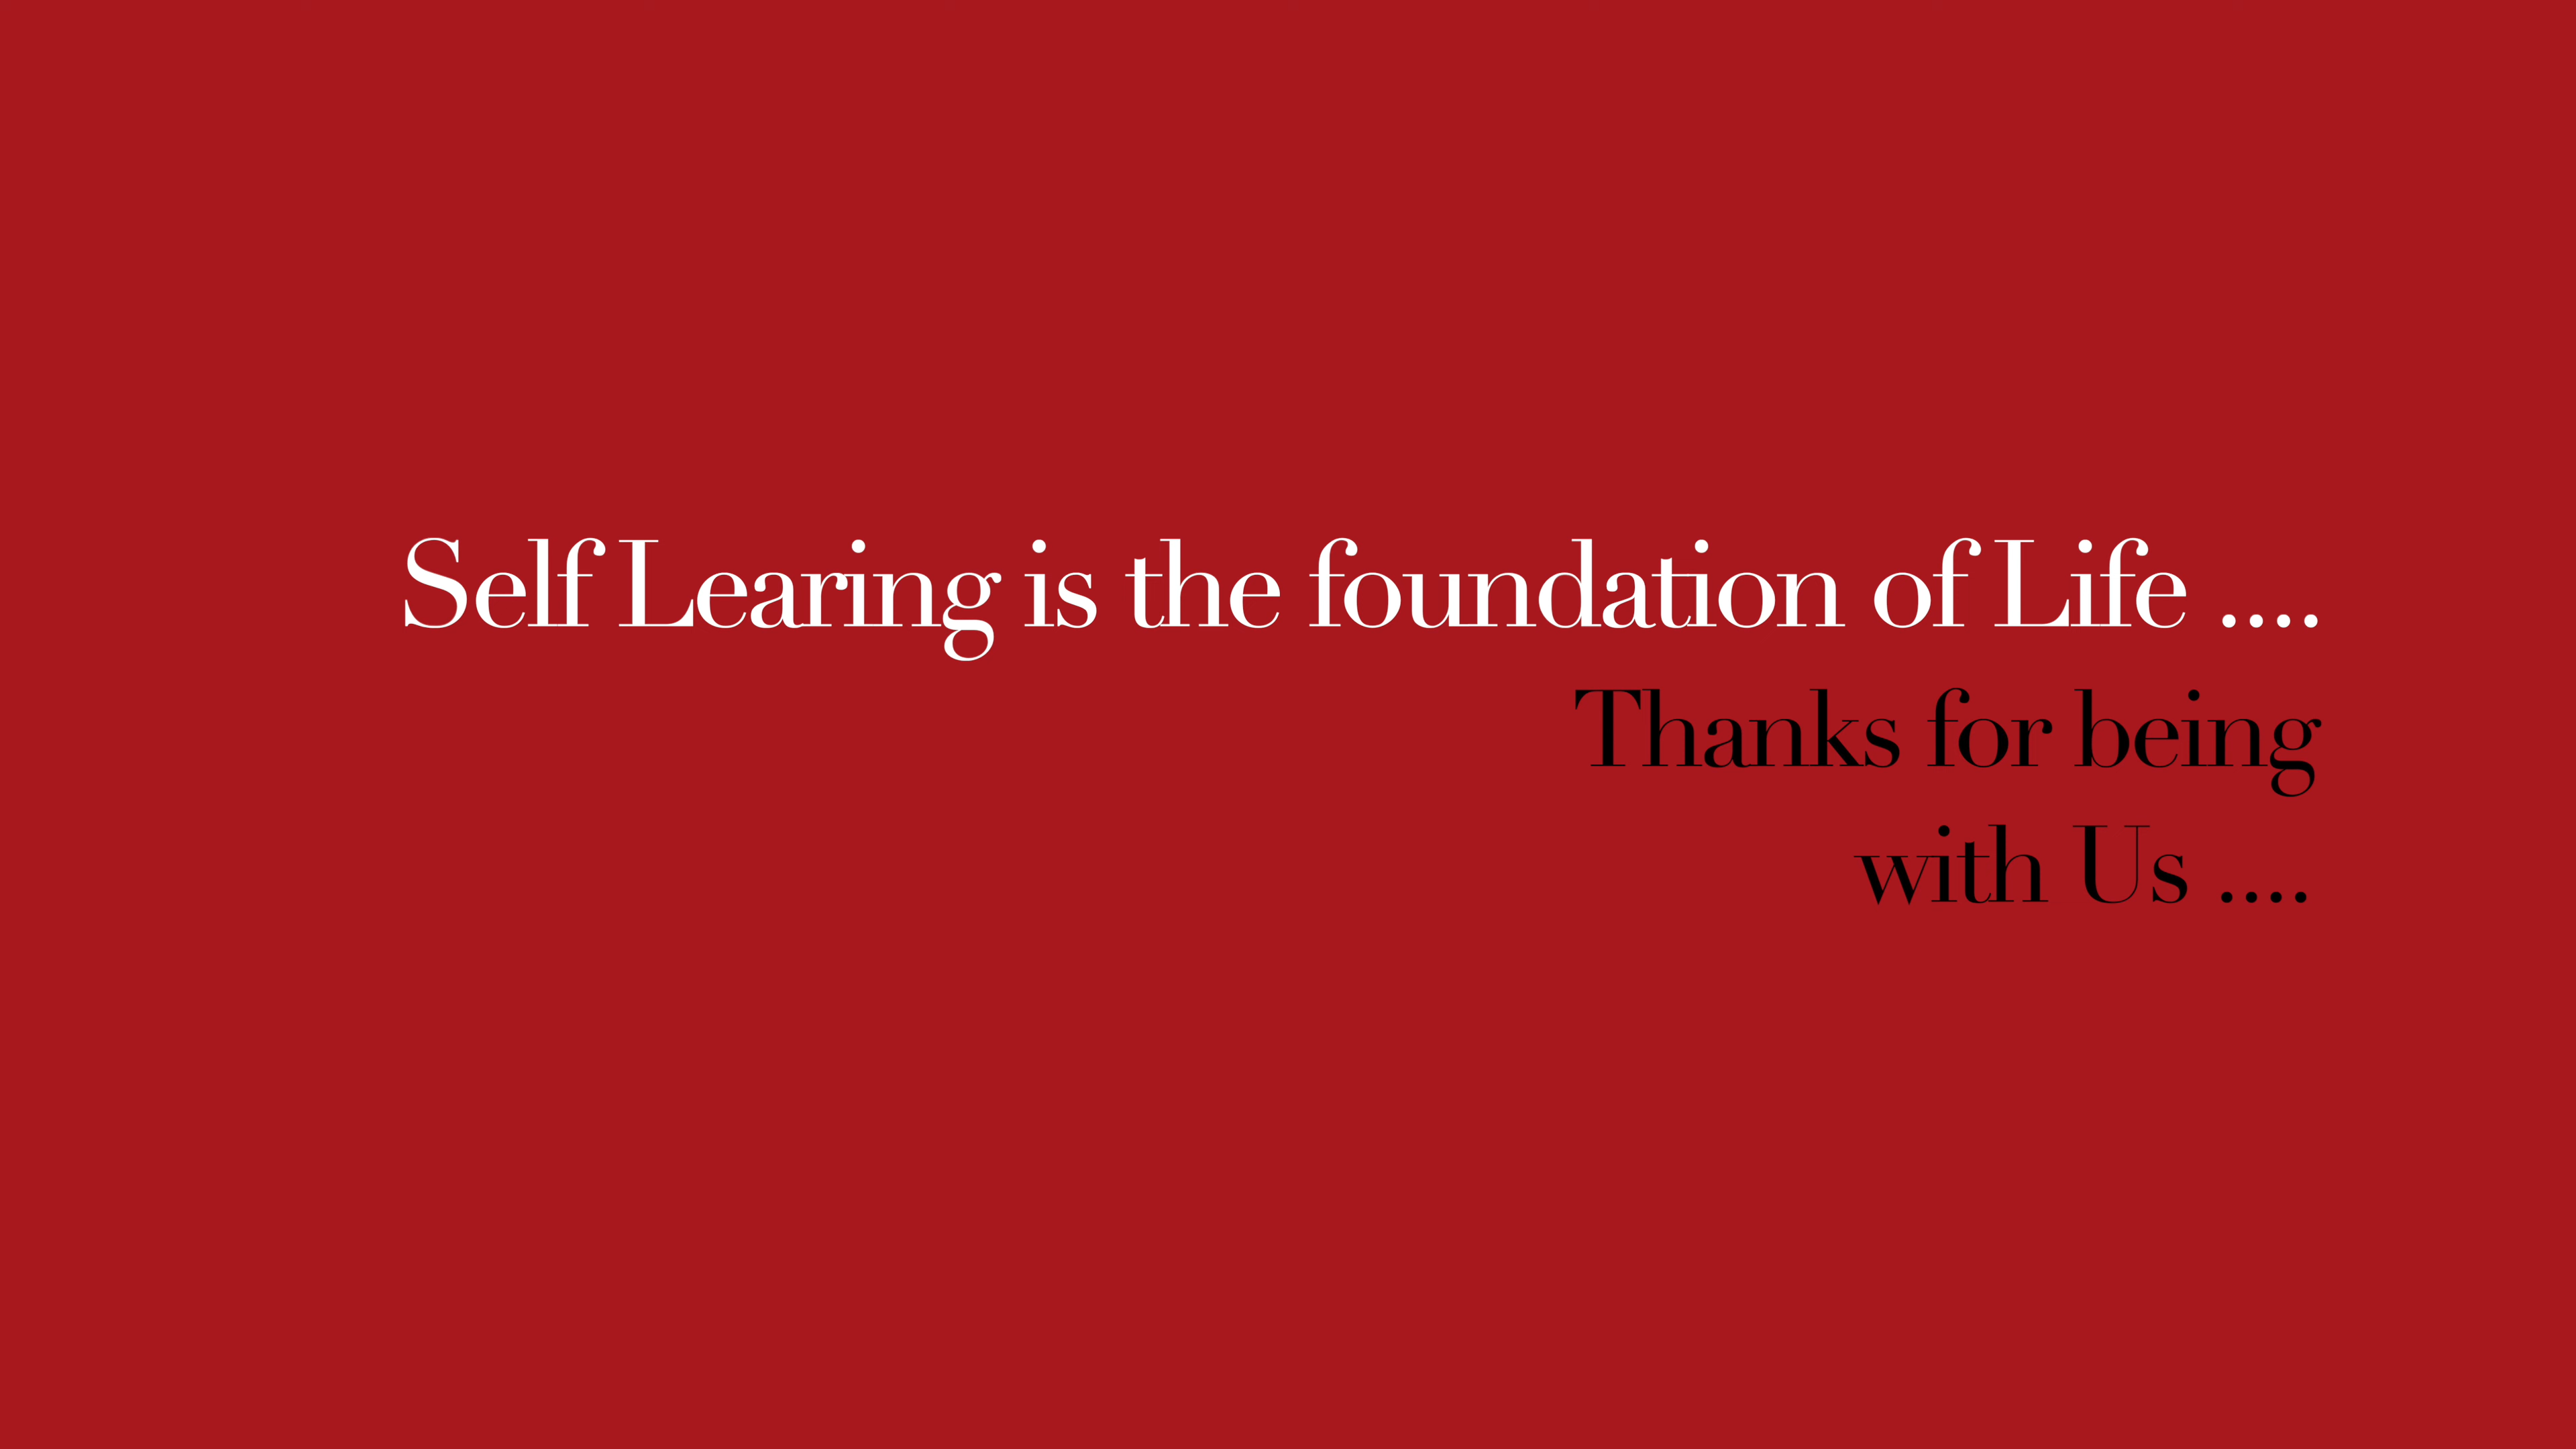 Self Learing is the foundation of Life ....
Thanks for being
with Us ....